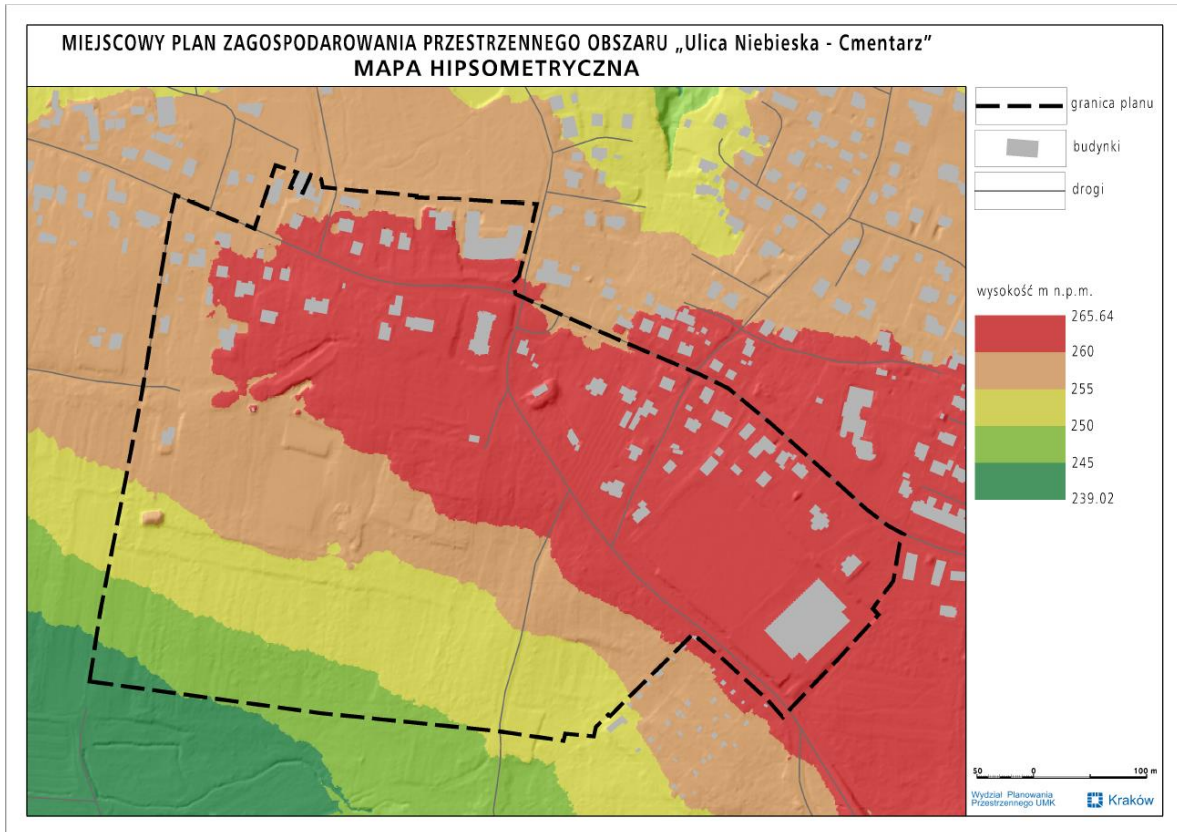 MIEJSCOWY PLAN ZAGOSPODAROWANIA PRZESTRZENNEGO OBSZARU „Ulica Niebieska - Cmentarz”
MAPA HIPSOMETRYCZNA
granica planu
budynki
drogi
wysokość m n.p.m.
265.64
260
255
250
245
239.02
50 0 100 m
Wydział Planowania
Przestrzennego UMK
Kraków